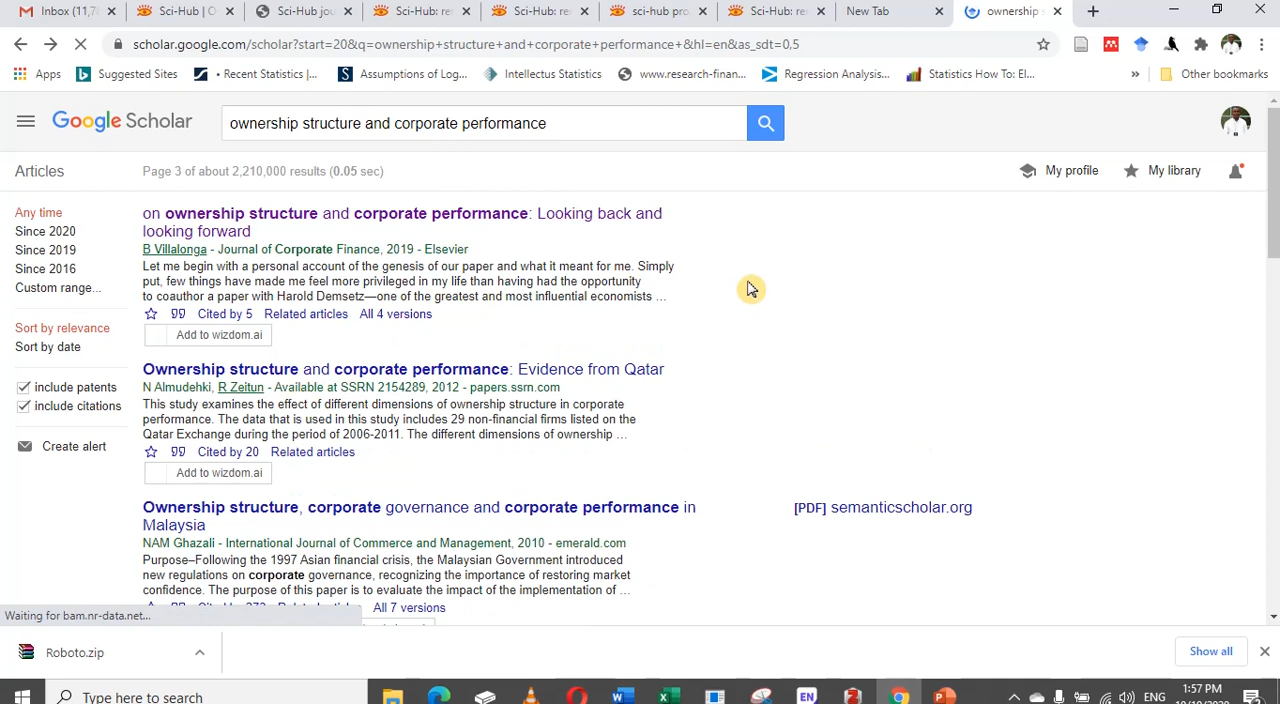 Inbox (11,7
Sci-Hub | O
Sci-Hub jou
Sci-Hub: re
Sci-Hub: re
sci-hub pro
Sci-Hub: re
New Tab
ownership s
scholar.google.com/scholar?start=20&q=ownership+structure+and+corporate+performance+&hl=en&as_sdt=0,5
Apps
Suggested Sites
• Recent Statistics |...
Assumptions of Log...
Intellectus Statistics
www.research-finan...
Regression Analysis...
Statistics How To: El...
»
Other bookmarks
Google Scholar
ownership structure and corporate performance
Articles
Page 3 of about 2,210,000 results (0.05 sec)
My profile
My library
Any time
Since 2020
Since 2019
Since 2016
Custom range...
Sort by relevance
Sort by date
include patents
include citations
Create alert
on ownership structure and corporate performance: Looking back and
looking forward
B Villalonga - Journal of Corporate Finance, 2019 - Elsevier
Let me begin with a personal account of the genesis of our paper and what it meant for me. Simply
put, few things have made me feel more privileged in my life than having had the opportunity
to coauthor a paper with Harold Demsetz—one of the greatest and most influential economists ...
Cited by 5 Related articles All 4 versions
Add to wizdom.ai
Ownership structure and corporate performance: Evidence from Qatar
N Almudehki, R Zeitun - Available at SSRN 2154289, 2012 - papers.ssrn.com
This study examines the effect of different dimensions of ownership structure in corporate
performance. The data that is used in this study includes 29 non-financial firms listed on the
Qatar Exchange during the period of 2006-2011. The different dimensions of ownership ...
Cited by 20 Related articles
Add to wizdom.ai
Ownership structure, corporate governance and corporate performance in
Malaysia
[PDF] semanticscholar.org
NAM Ghazali - International Journal of Commerce and Management, 2010 - emerald.com
Purpose–Following the 1997 Asian financial crisis, the Malaysian Government introduced
new regulations on corporate governance, recognizing the importance of restoring market
confidence. The purpose of this paper is to evaluate the impact of the implementation of ...
All 7 versions
Waiting for bam.nr-data.net...
Roboto.zip
Show all
Type here to search
EN
ENG
1:57 PM